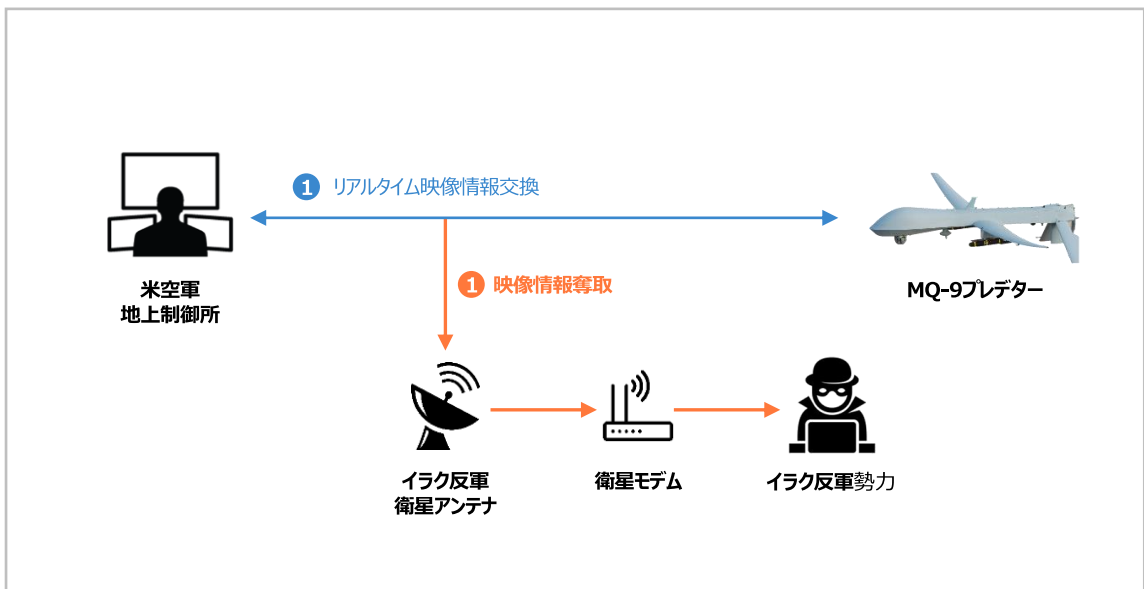 1 リアルタイム映像情報交換
1 映像情報奪取
米空軍
地上制御所
MQ-9プレデター
イラク反軍
衛星アンテナ
衛星モデム
イラク反軍勢力